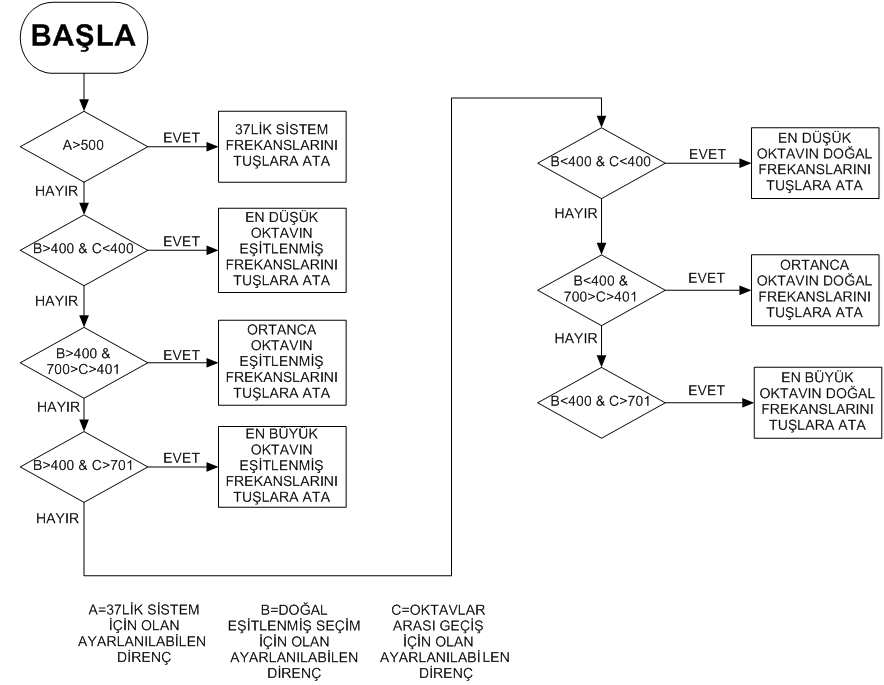 BAŞLA
A>500
EVET
37LİK SİSTEM
FREKANSLARINI
TUŞLARA ATA
HAYIR
B>400 & C<400
EVET
EN DÜŞÜK
OKTAVIN
EŞİTLENMİŞ
FREKANSLARINI
TUŞLARA ATA
HAYIR
B>400 &
700>C>401
EVET
ORTANCA
OKTAVIN
EŞİTLENMİŞ
FREKANSLARINI
TUŞLARA ATA
HAYIR
B>400 & C>701
EVET
EN BÜYÜK
OKTAVIN
EŞİTLENMİŞ
FREKANSLARINI
TUŞLARA ATA
HAYIR
B<400 & C<400
EVET
EN DÜŞÜK
OKTAVIN DOĞAL
FREKANSLARINI
TUŞLARA ATA
HAYIR
B<400 &
700>C>401
EVET
ORTANCA
OKTAVIN DOĞAL
FREKANSLARINI
TUŞLARA ATA
HAYIR
B<400 & C>701
EVET
EN BÜYÜK
OKTAVIN DOĞAL
FREKANSLARINI
TUŞLARA ATA
A=37LİK SİSTEM
İÇİN OLAN
AYARLANILABİLEN
DİRENÇ
B=DOĞAL
EŞİTLENMİŞ SEÇİM
İÇİN OLAN
AYARLANILABİLEN
DİRENÇ
C=OKTAVLAR
ARASI GEÇİŞ
İÇİN OLAN
AYARLANILABİLEN
DİRENÇ